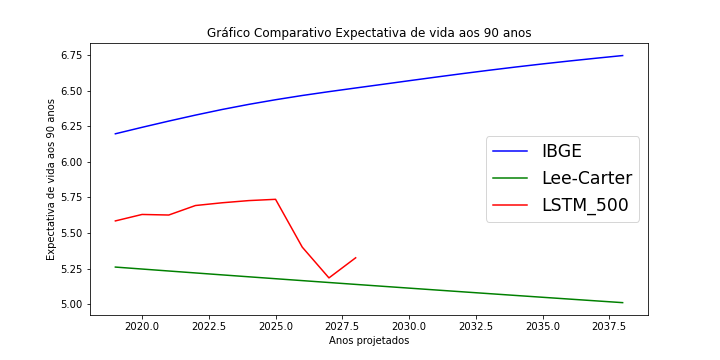 Gráfico Comparativo Expectativa de vida aos 90 anos
Expectativa de vida aos 90 anos
6.75
6.50
6.25
6.00
5.75
5.50
5.25
5.00
IBGE
Lee-Carter
LSTM_500
2020.0 2022.5 2025.0 2027.5 2030.0 2032.5 2035.0 2037.5
Anos projetados